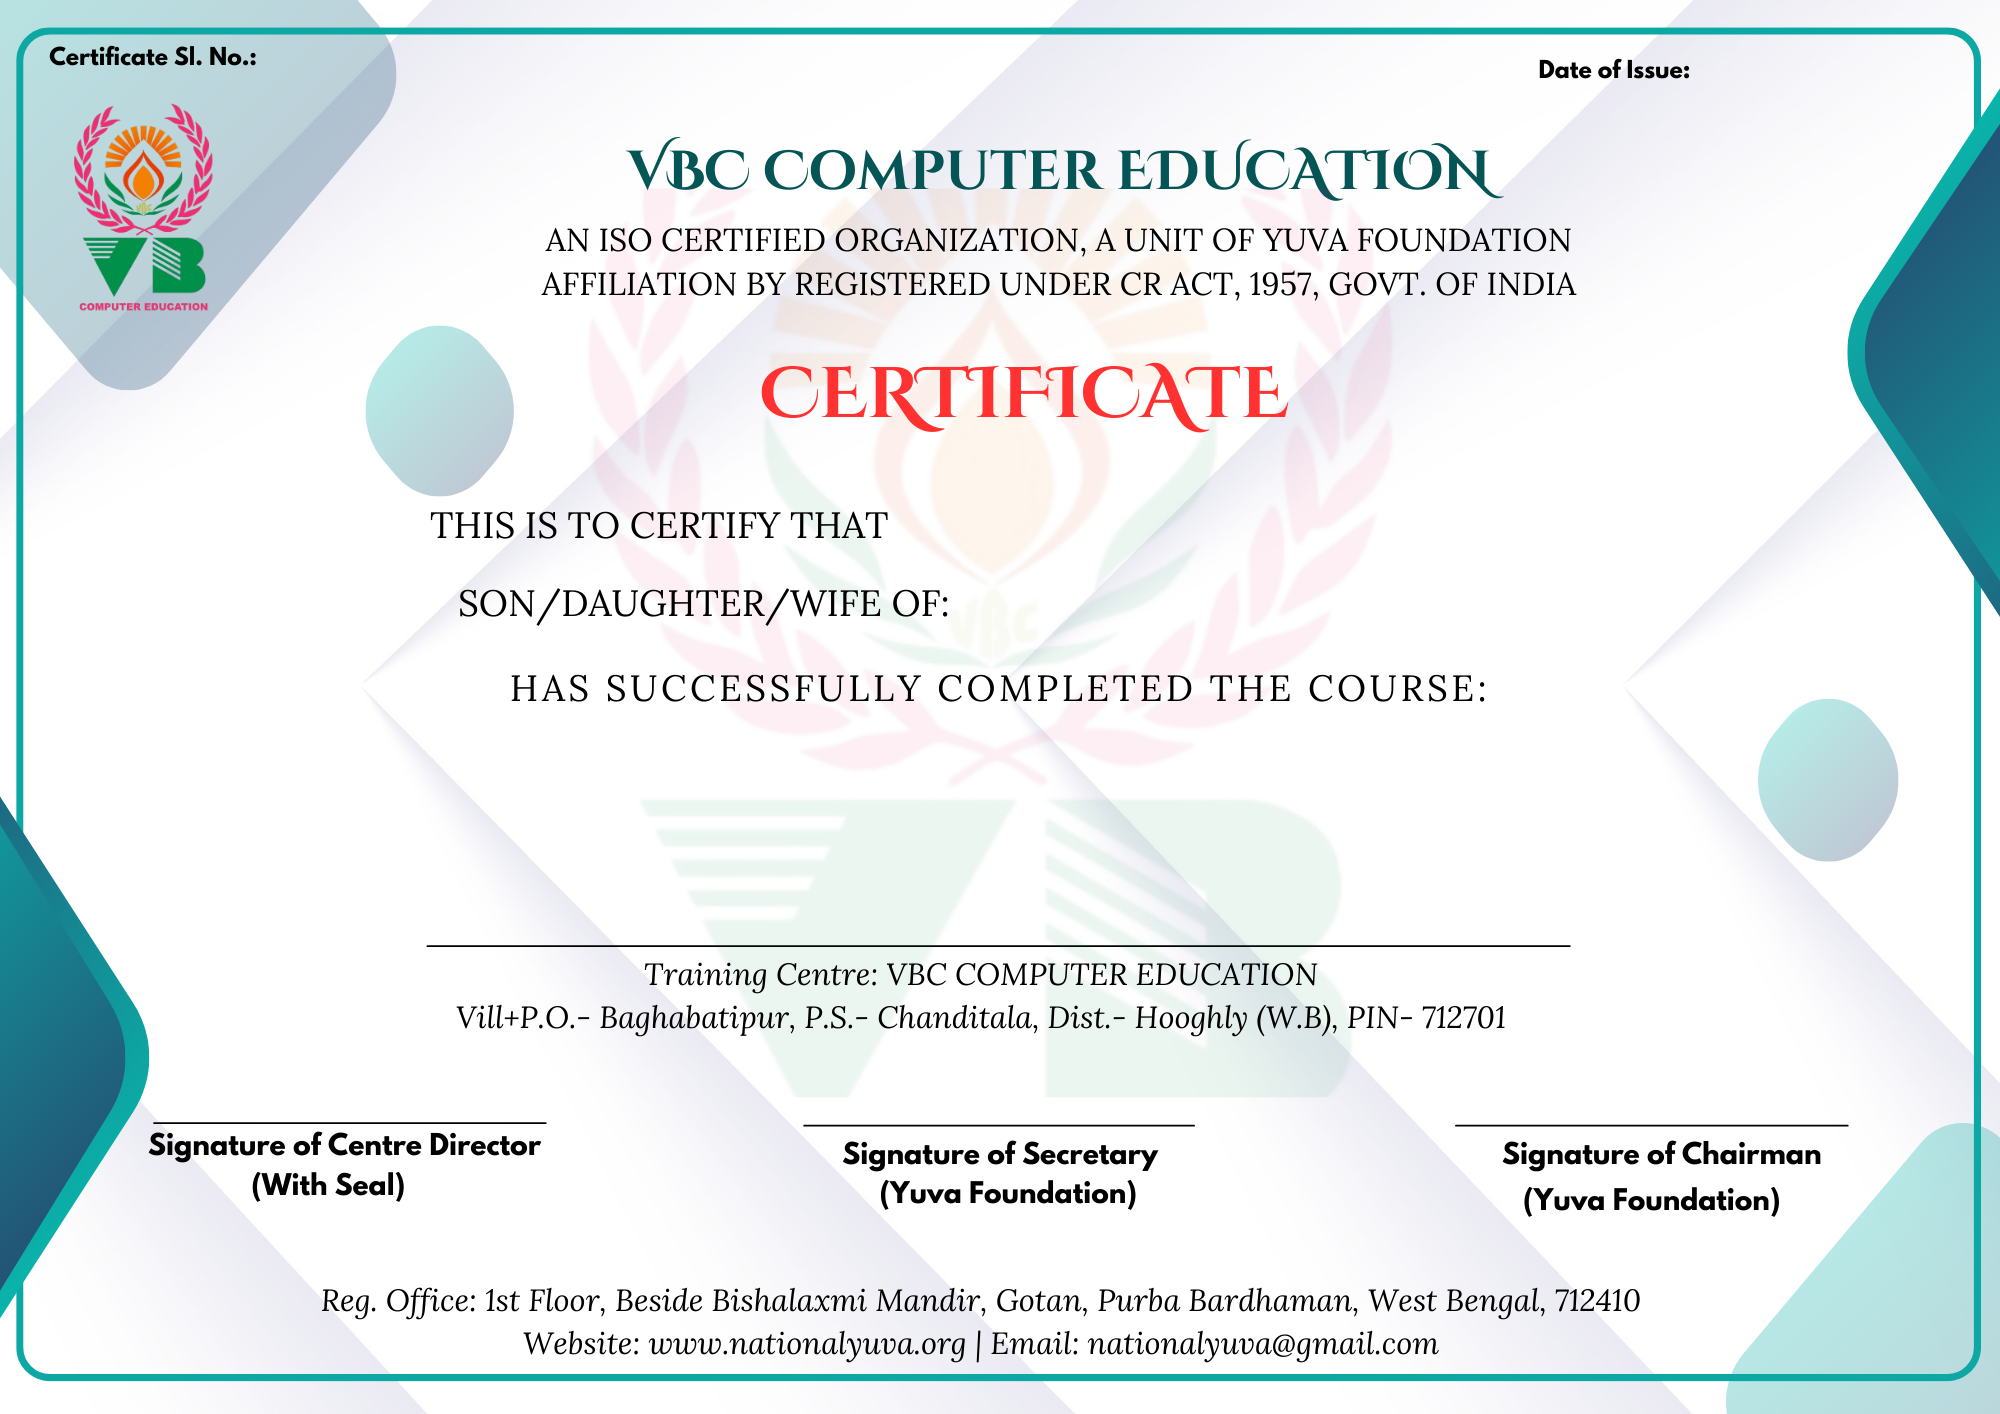 Certificate Sl. No.:
Date of Issue:
VB
COMPUTER EDUCATION
VBC COMPUTER EDUCATION
AN ISO CERTIFIED ORGANIZATION, A UNIT OF YUVA FOUNDATION
AFFILIATION BY REGISTERED UNDER CR ACT, 1957, GOVT. OF INDIA
CERTIFICATE
THIS IS TO CERTIFY THAT
SON/DAUGHTER/WIFE OF:
VBC
HAS SUCCESSFULLY COMPLETED THE COURSE:
VB
Training Centre: VBC COMPUTER EDUCATION
Vill+P.O.- Baghabatipur, P.S.- Chanditala, Dist.- Hooghly (W.B), PIN- 712701
Signature of Centre Director
(With Seal)
Signature of Secretary
(Yuva Foundation)
Signature of Chairman
(Yuva Foundation)
Reg. Office: 1st Floor, Beside Bishalaxmi Mandir, Gotan, Purba Bardhaman, West Bengal, 712410
Website: www.nationalyuva.org | Email: nationalyuva@gmail.com